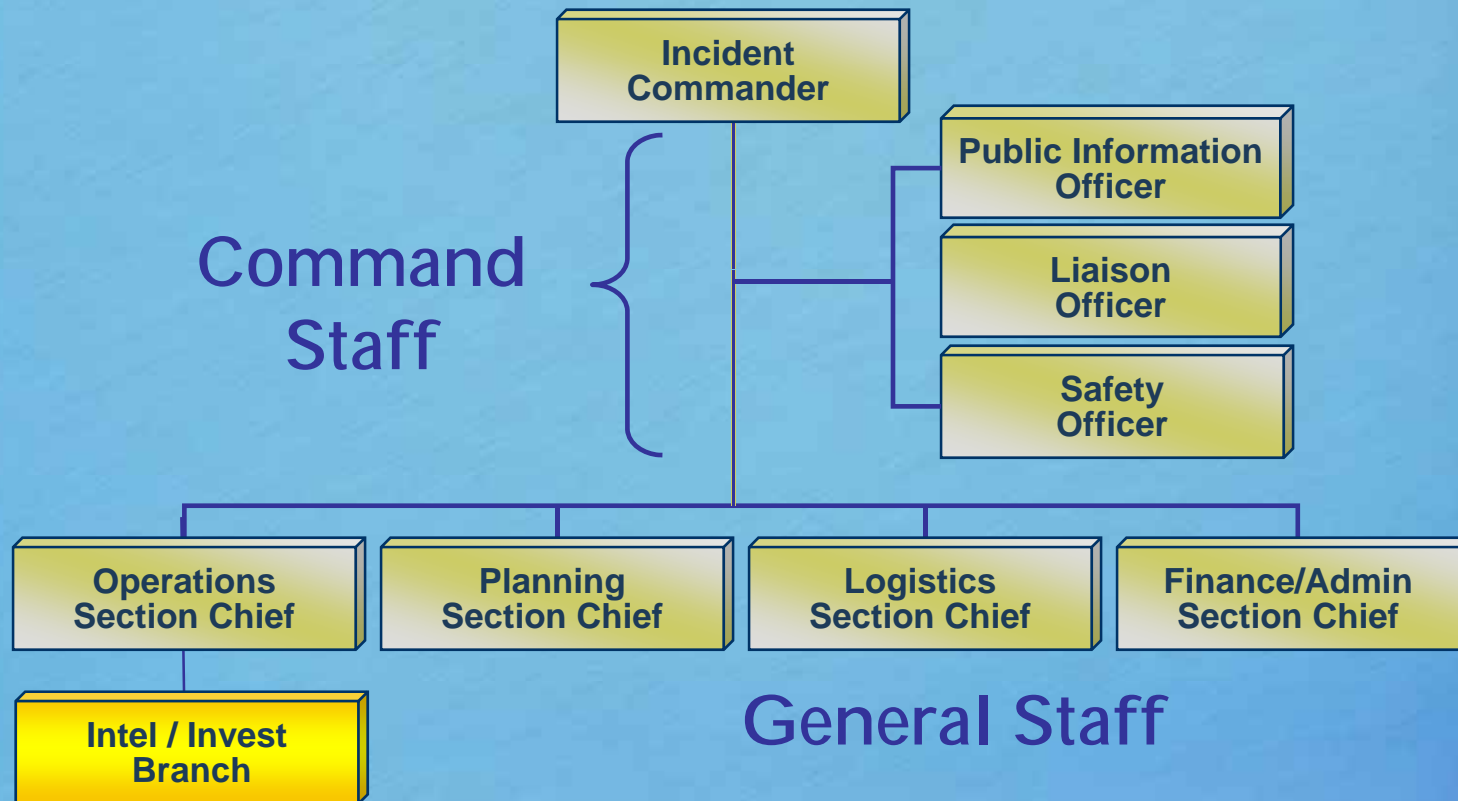 Incident
Commander
Public Information
Officer
Command
Staff
Liaison
Officer
Safety
Officer
Operations
Section Chief
Planning
Section Chief
Logistics
Section Chief
Finance/Admin
Section Chief
Intel / Invest
Branch
General Staff